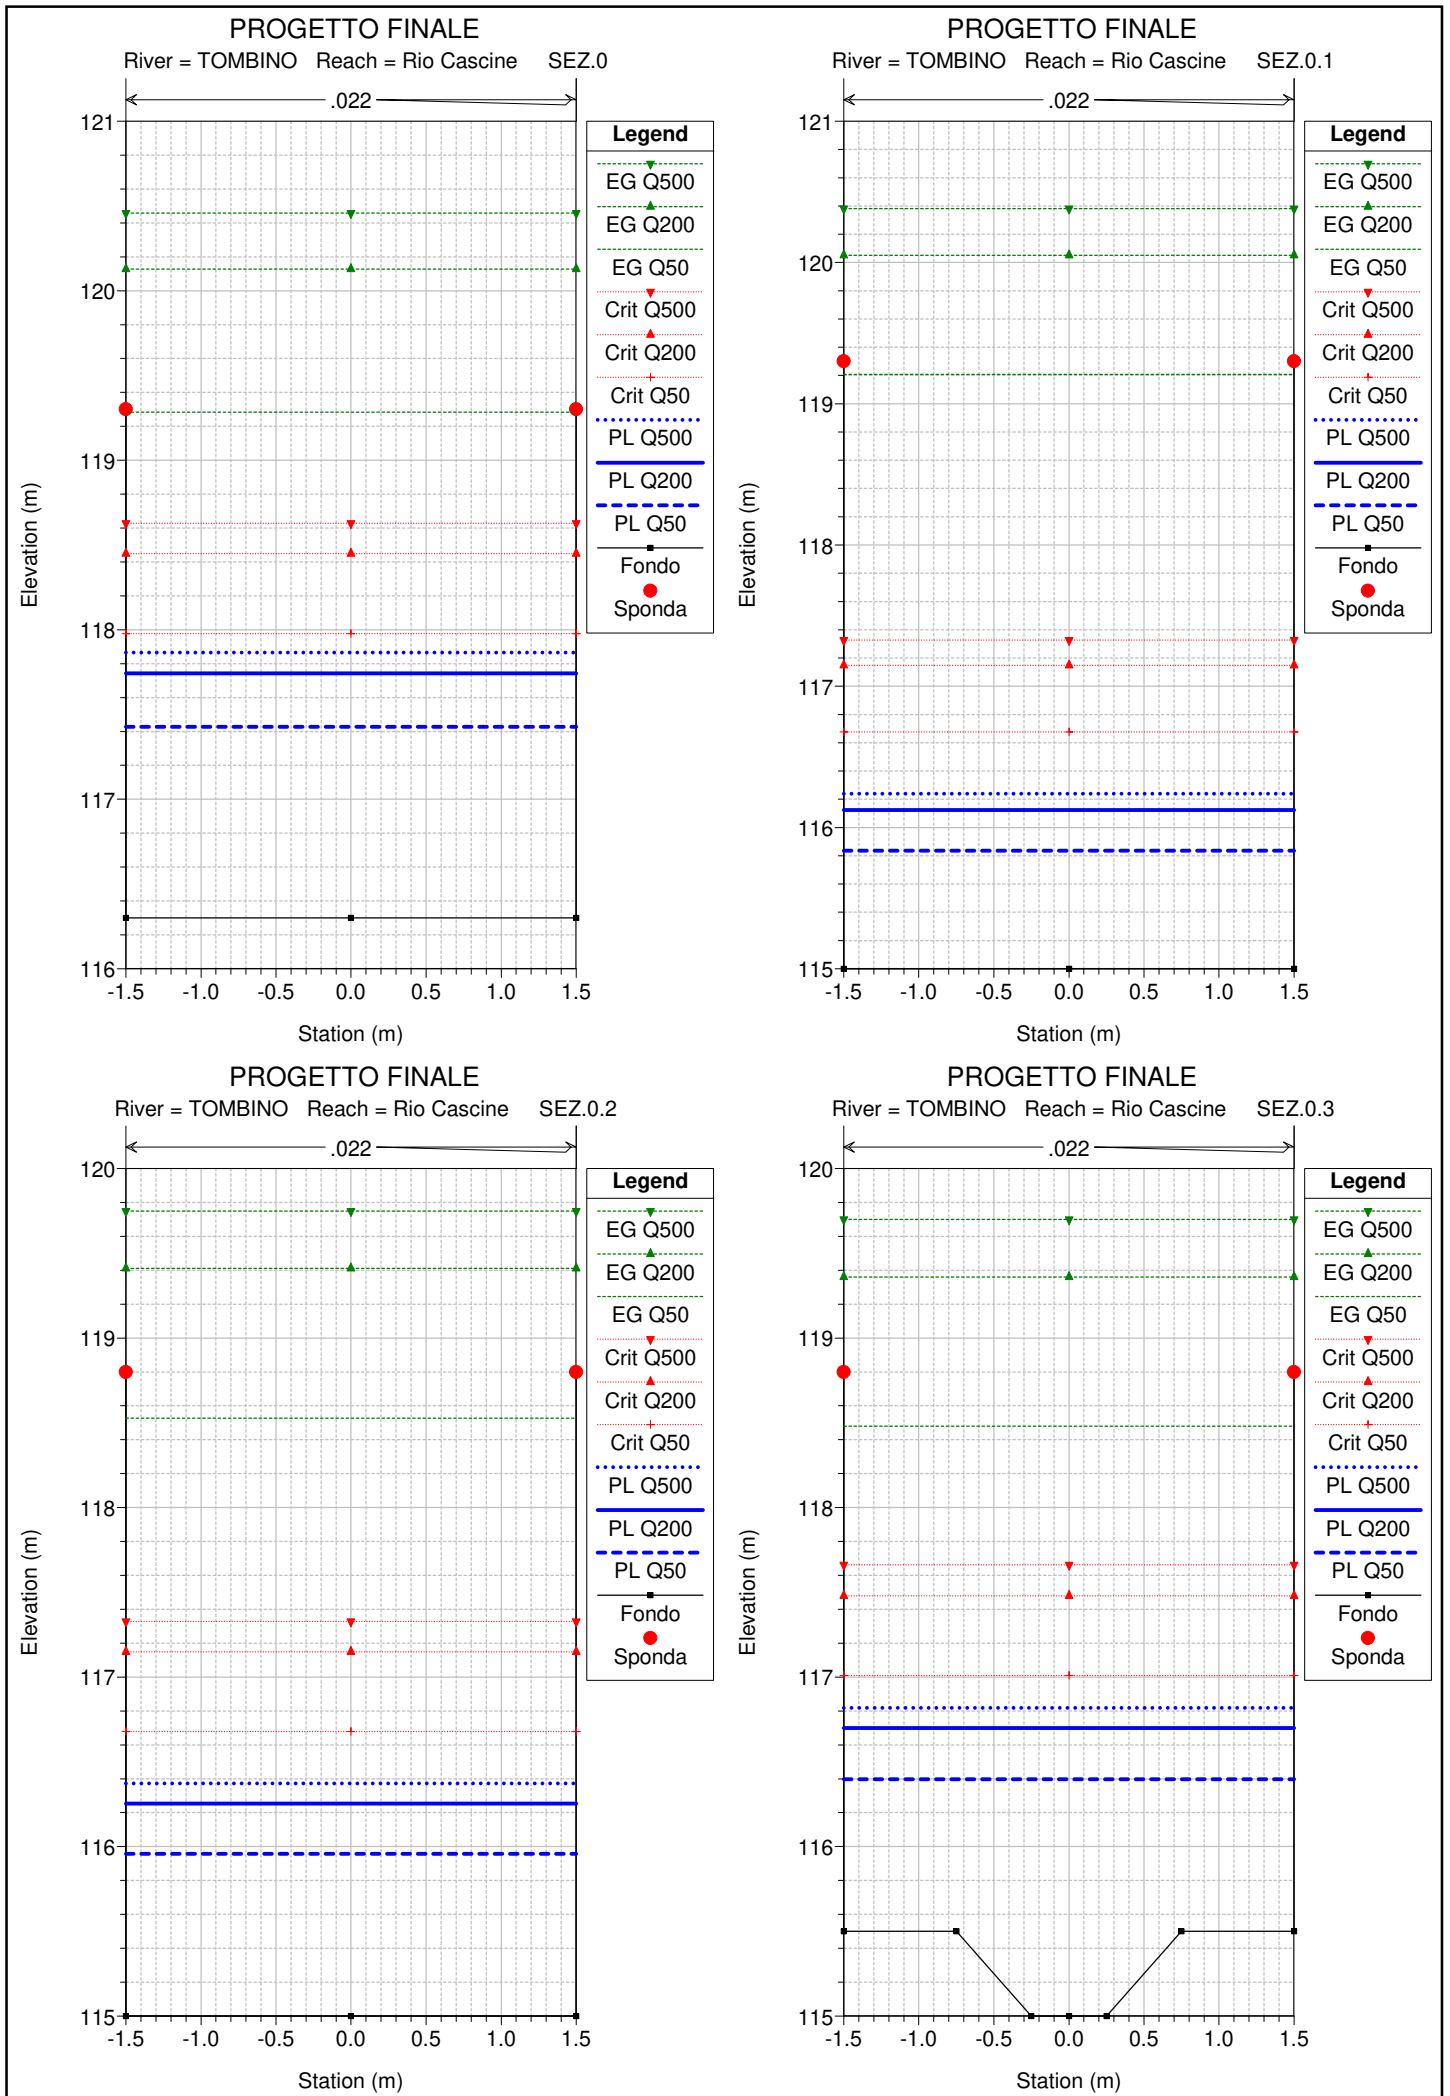 PROGETTO FINALE
River = TOMBINO Reach = Rio Cascine SEZ.0
.022
Legend
EG Q500
EG Q200
EG Q50
Crit Q500
Crit Q200
Crit Q50
PL Q500
PL Q200
PL Q50
Fondo
Sponda
121
120
119
118
117
116
Elevation (m)
-1.5 -1.0 -0.5 0.0 0.5 1.0 1.5
Station (m)
PROGETTO FINALE
River = TOMBINO Reach = Rio Cascine SEZ.0.1
.022
Legend
EG Q500
EG Q200
EG Q50
Crit Q500
Crit Q200
Crit Q50
PL Q500
PL Q200
PL Q50
Fondo
Sponda
121
120
119
118
117
116
115
Elevation (m)
-1.5 -1.0 -0.5 0.0 0.5 1.0 1.5
Station (m)
PROGETTO FINALE
River = TOMBINO Reach = Rio Cascine SEZ.0.2
.022
Legend
EG Q500
EG Q200
EG Q50
Crit Q500
Crit Q200
Crit Q50
PL Q500
PL Q200
PL Q50
Fondo
Sponda
120
119
118
117
116
115
Elevation (m)
-1.5 -1.0 -0.5 0.0 0.5 1.0 1.5
Station (m)
PROGETTO FINALE
River = TOMBINO Reach = Rio Cascine SEZ.0.3
.022
Legend
EG Q500
EG Q200
EG Q50
Crit Q500
Crit Q200
Crit Q50
PL Q500
PL Q200
PL Q50
Fondo
Sponda
120
119
118
117
116
115
Elevation (m)
-1.5 -1.0 -0.5 0.0 0.5 1.0 1.5
Station (m)